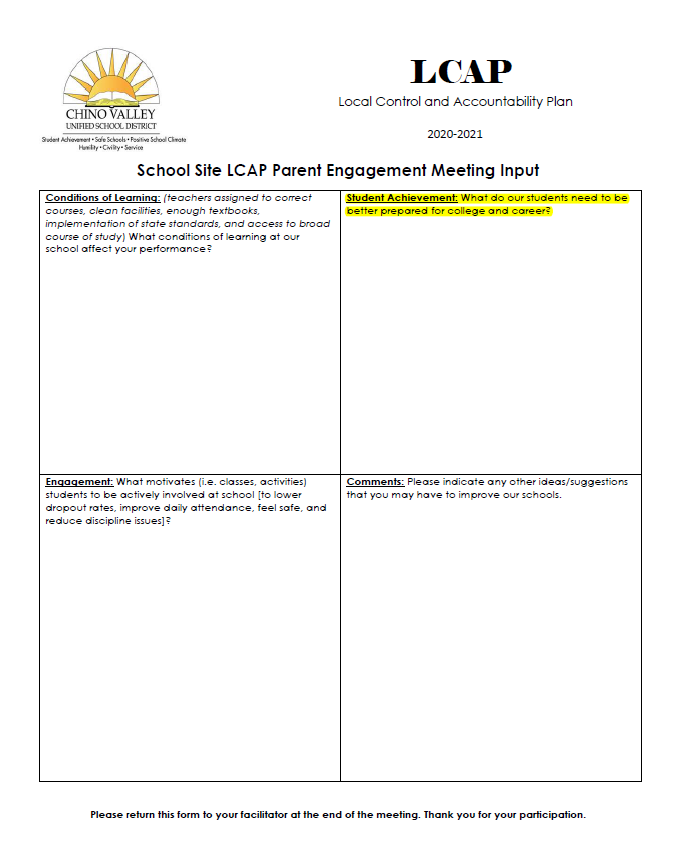 CHINO VALLEY
UNIFIED SCHOOL DISTRICT
Student Achievement • Safe Schools • Positive School Climate
Humility • Civility • Service
LCAP
Local Control and Accountability Plan
2020-2021
School Site LCAP Parent Engagement Meeting Input
Conditions of Learning: (teachers assigned to correct
courses, clean facilities, enough textbooks,
implementation of state standards, and access to broad
course of study) What conditions of learning at our
school affect your performance?
Student Achievement: What do our students need to be
better prepared for college and career?
Engagement: What motivates (i.e. classes, activities)
students to be actively involved at school [to lower
dropout rates, improve daily attendance, feel safe, and
reduce discipline issues]?
Comments: Please indicate any other ideas/suggestions
that you may have to improve our schools.
Please return this form to your facilitator at the end of the meeting. Thank you for your participation.